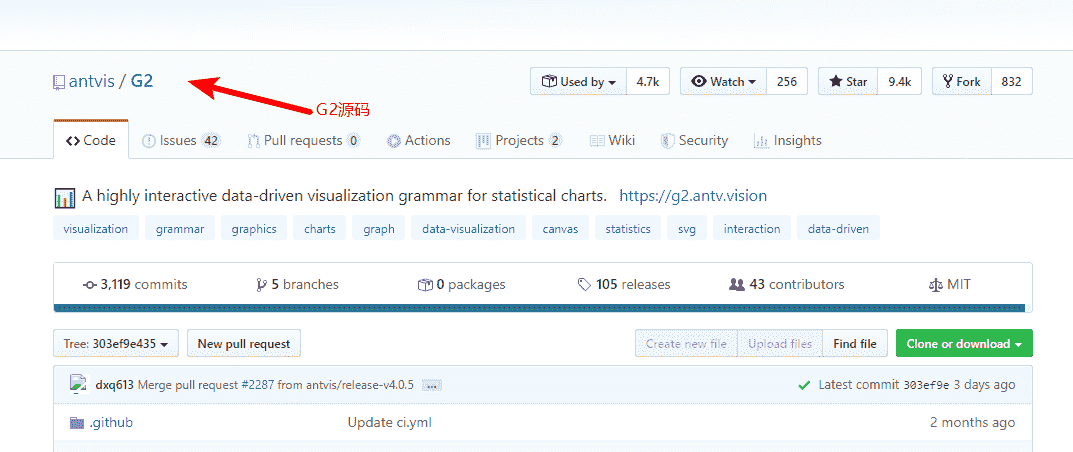 antvis / G2
Used by 4.7k Watch 256 Star 9.4k Fork 832
G2源码
Code Issues 42 Pull requests 0 Actions Projects 2 Wiki Security Insights
A highly interactive data-driven visualization grammar for statistical charts. https://g2.antv.vision
visualization grammar graphics charts graph data-visualization canvas statistics svg interaction data-driven
3,119 commits 5 branches 0 packages 105 releases 43 contributors MIT
Tree: 303ef9e435 New pull request Create new file Upload files Find file Clone or download
dxq613 Merge pull request #2287 from antvis/release-v4.0.5 ... Latest commit 303ef9e 3 days ago
.github Update ci.yml 2 months ago